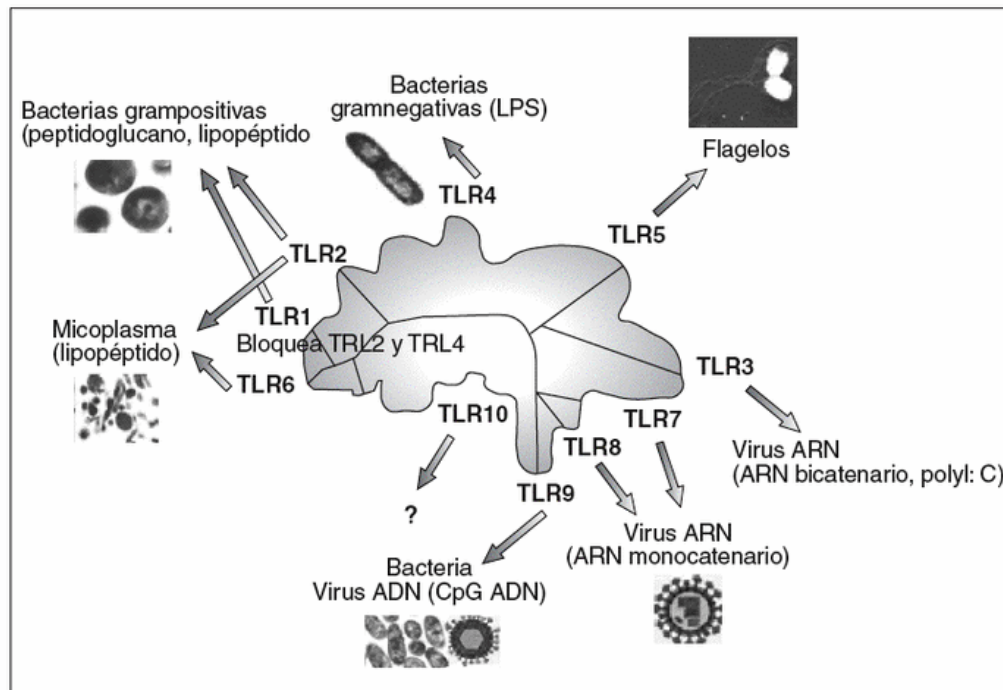 Bacterias grampositivas
(peptidoglucano, lipopéptido
Bacterias
gramnegativas (LPS)
Flagelos
TLR4
TLR5
TLR2
TLR1
Bloquea TRL2 y TRL4
Micoplasma
(lipopéptido)
TLR6
TLR3
TLR10
TLR7
TLR8
Virus ARN
(ARN bicatenario, polyl: C)
TLR9
?
Virus ARN
(ARN monocatenario)
Bacteria
Virus ADN (CpG ADN)